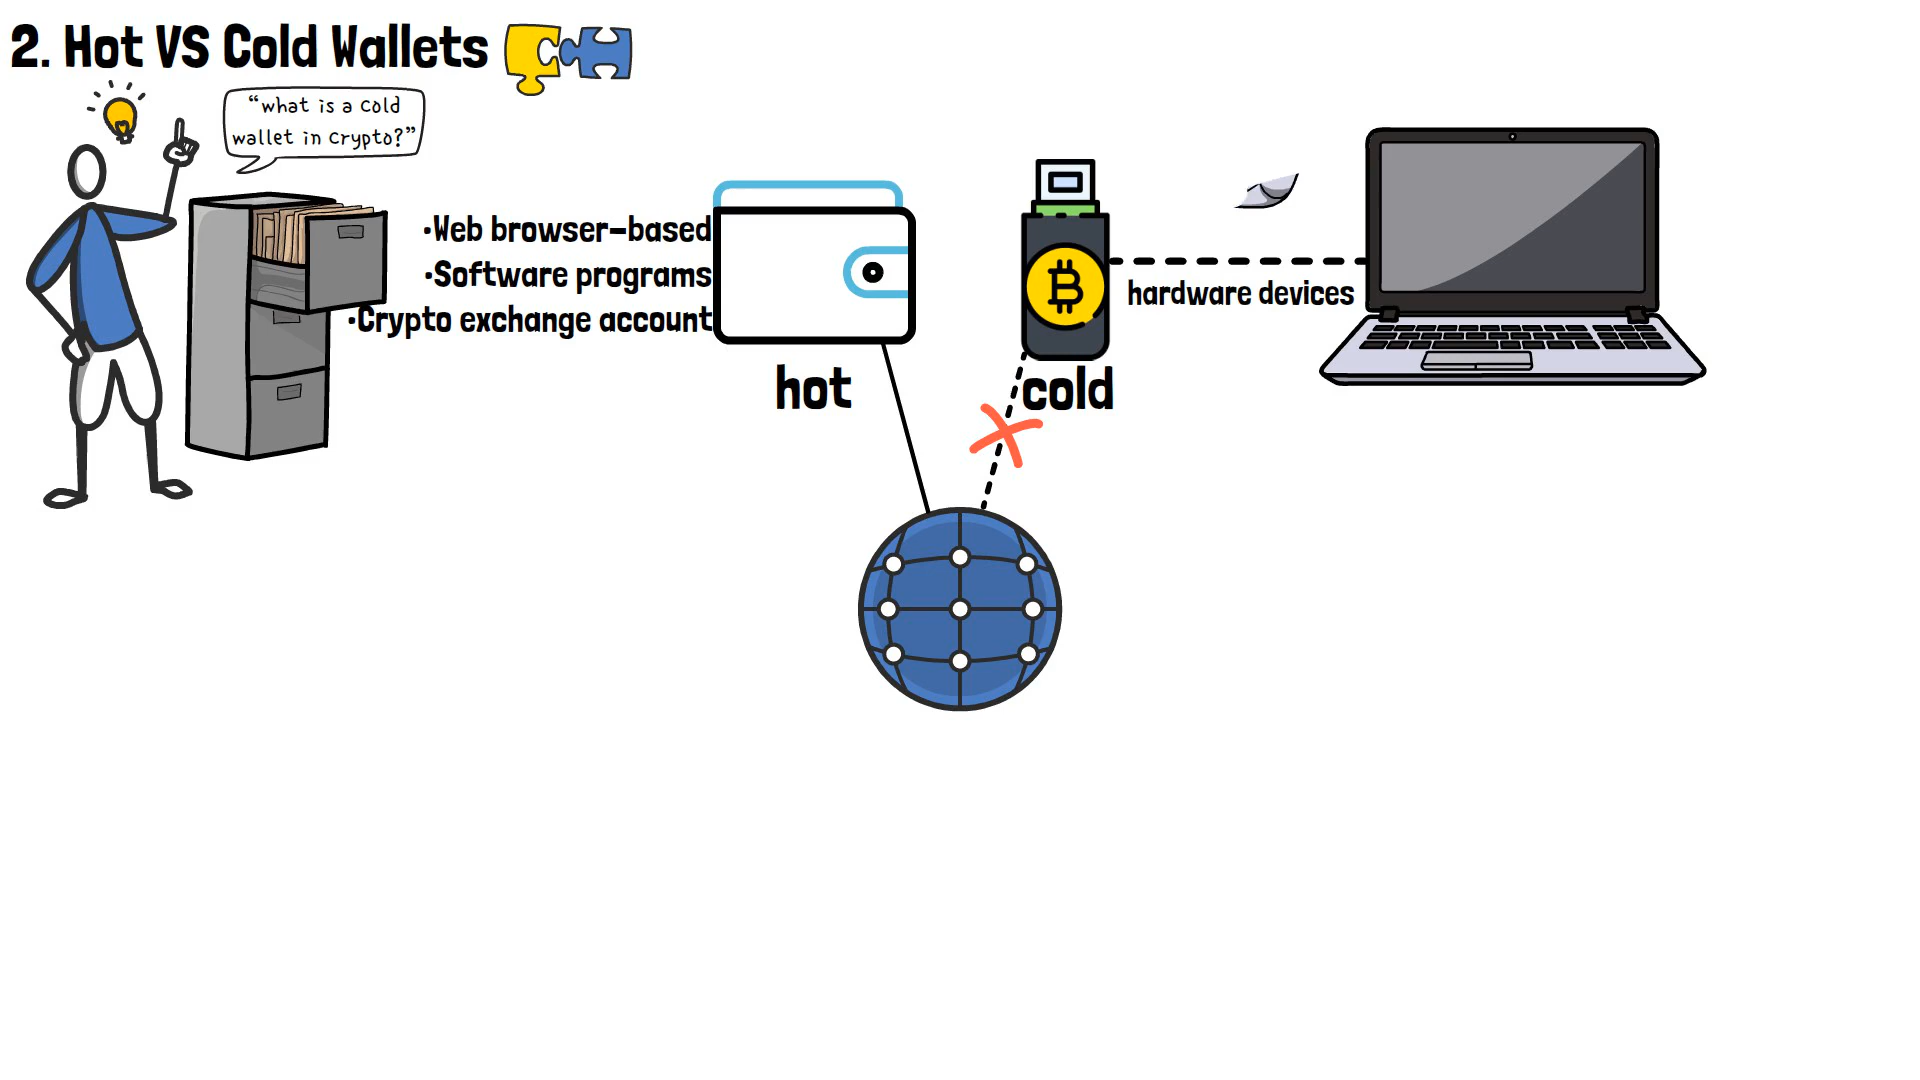 2. Hot VS Cold Wallets
“what is a cold
wallet in crypto?”
•Web browser-based
•Software programs
•Crypto exchange account
hot
cold
hardware devices